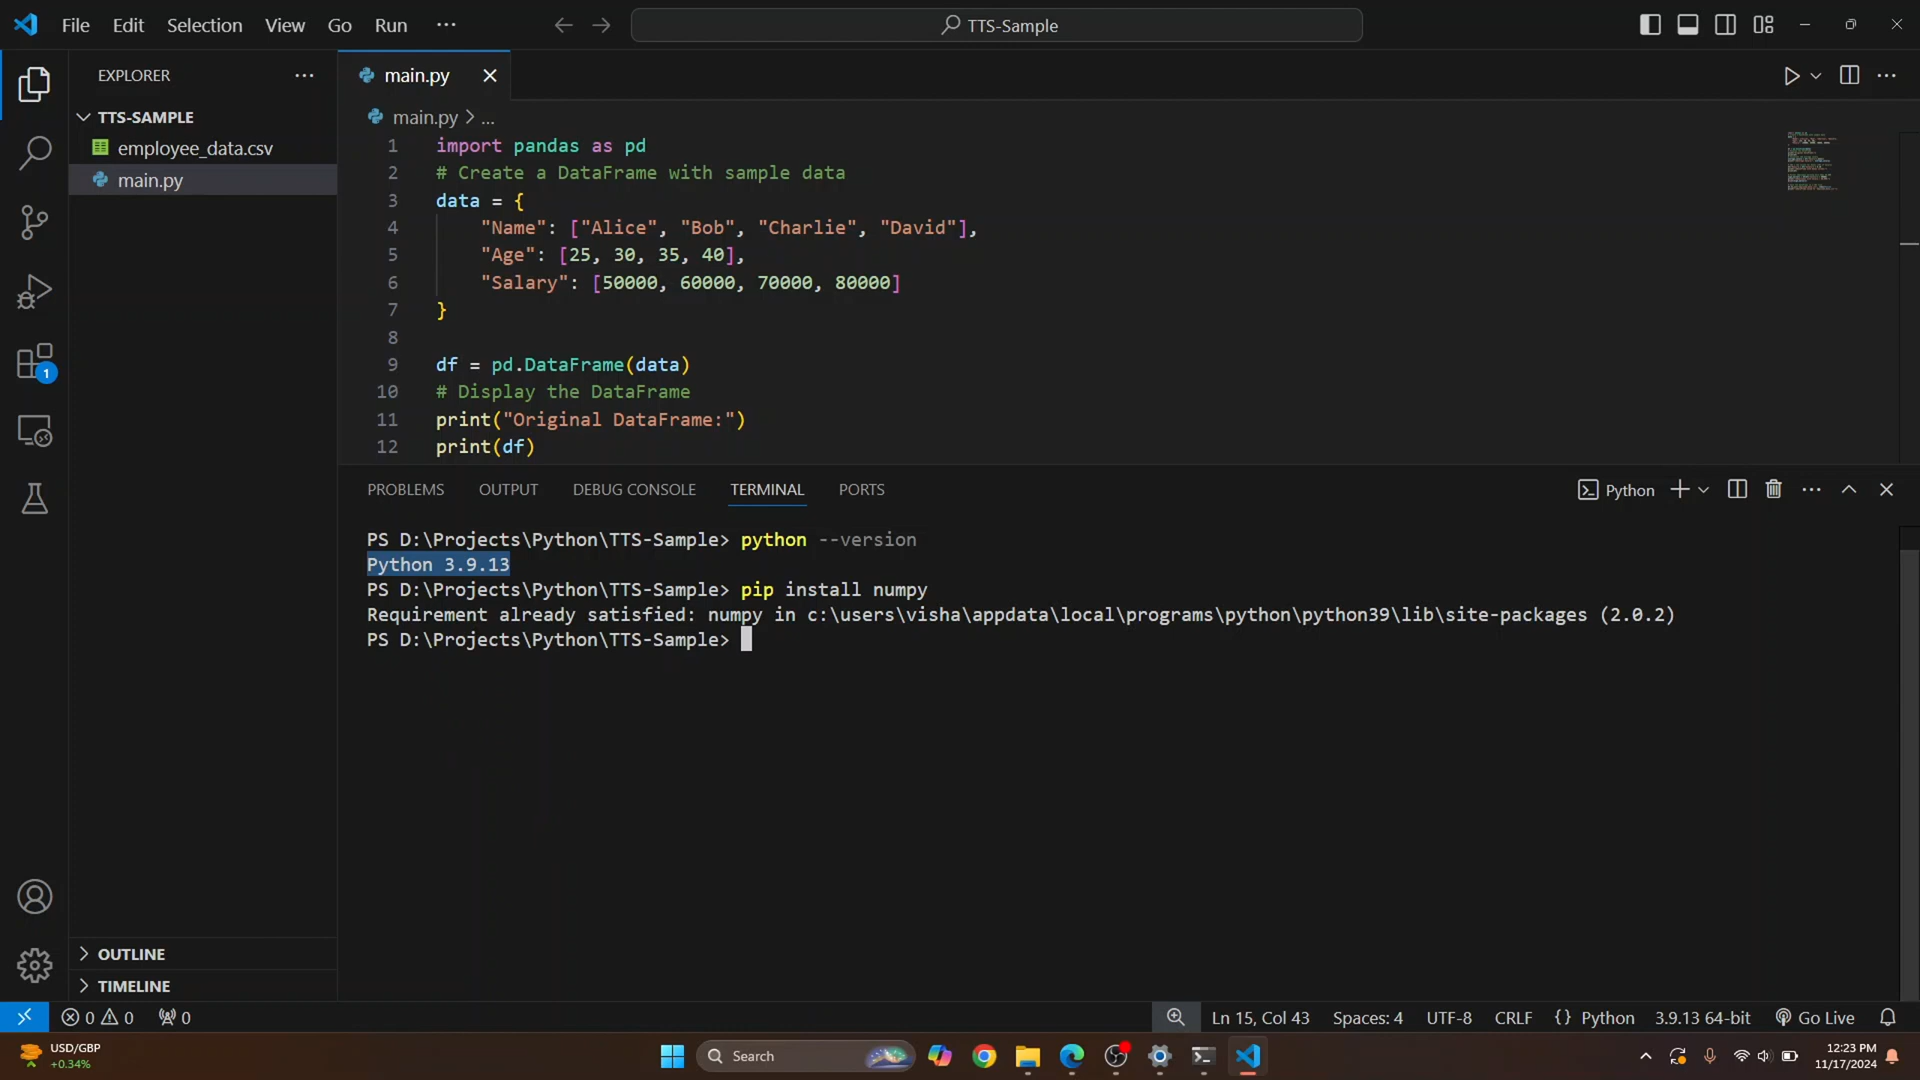 File Edit Selection View Go Run ···
TTS-Sample
EXPLORER ···
main.py
TTS-SAMPLE
employee_data.csv
main.py
main.py > ...
1 import pandas as pd
2 # Create a DataFrame with sample data
3 data = {
4 "Name": ["Alice", "Bob", "Charlie", "David"],
5 "Age": [25, 30, 35, 40],
6 "Salary": [50000, 60000, 70000, 80000]
7 }
8
9 df = pd.DataFrame(data)
10 # Display the DataFrame
11 print("Original DataFrame:")
12 print(df)
1
PROBLEMS OUTPUT DEBUG CONSOLE TERMINAL PORTS
Python
PS D:\Projects\Python\TTS-Sample> python --version
Python 3.9.13
PS D:\Projects\Python\TTS-Sample> pip install numpy
Requirement already satisfied: numpy in c:\users\visha\appdata\local\programs\python\python39\lib\site-packages (2.0.2)
PS D:\Projects\Python\TTS-Sample>
OUTLINE
TIMELINE
0 0 0
Ln 15, Col 43 Spaces: 4 UTF-8 CRLF {} Python 3.9.13 64-bit Go Live
USD/GBP
+0.34%
Search
12:23 PM
11/17/2024